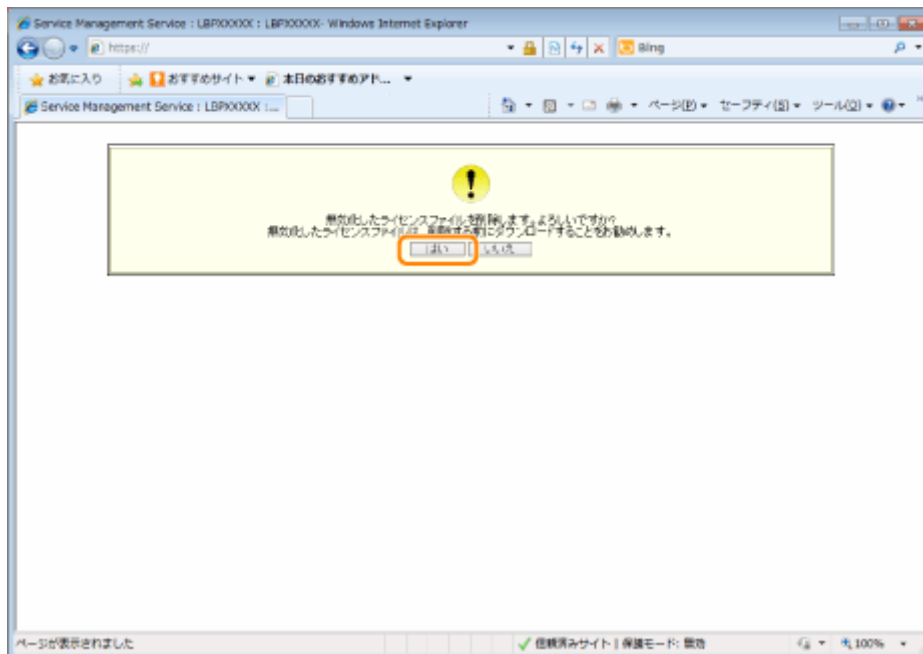 Service Management Service : LBPXXXXX : LBPXXXXX- Windows Internet Explorer
https://
Bing
お気に入り おすすめサイト 本日のおすすめアド...
Service Management Service : LBPXXXXX :...
ページ(P) セーフティ(S) ツール(O)
無効化したライセンスファイルを削除します。よろしいですか?
無効化したライセンスファイルは、削除する前にダウンロードすることをお勧めします。
はい いいえ
ページが表示されました 信頼済みサイト | 保護モード: 無効 100%